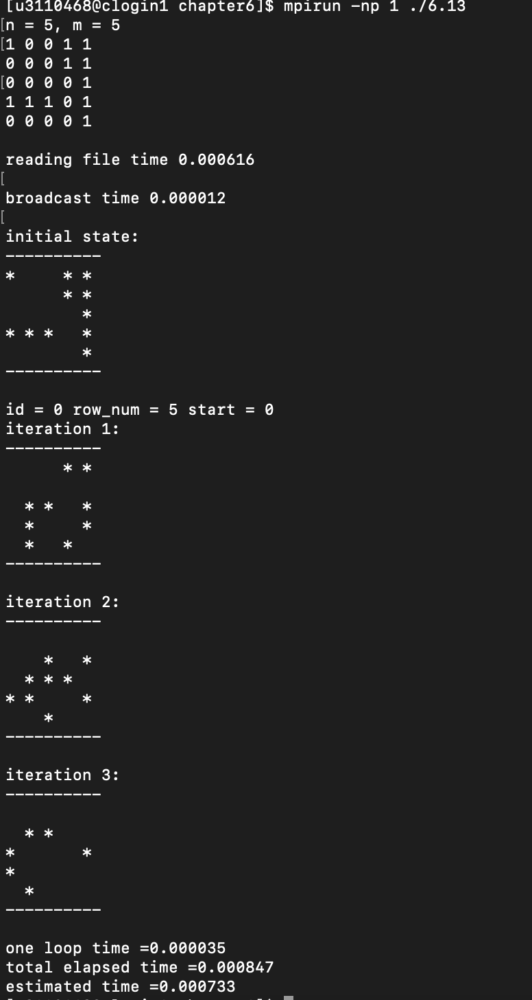 [u3110468@clogin1 chapter6]$ mpirun -np 1 ./6.13
[n = 5, m = 5
[1 0 0 1 1
0 0 0 1 1
[0 0 0 0 1
1 1 1 0 1
0 0 0 0 1

reading file time 0.000616
[
broadcast time 0.000012
[
initial state:
----------
*     * *
      * *
        *
* * *   *
        *
----------

id = 0 row_num = 5 start = 0
iteration 1:
----------
      * *

  * *   *
  *     *
  *   *
----------

iteration 2:
----------

    *   *
  * * *
* *     *
    *
----------

iteration 3:
----------

  * *
*       *
*
  *
----------

one loop time =0.000035
total elapsed time =0.000847
estimated time =0.000733